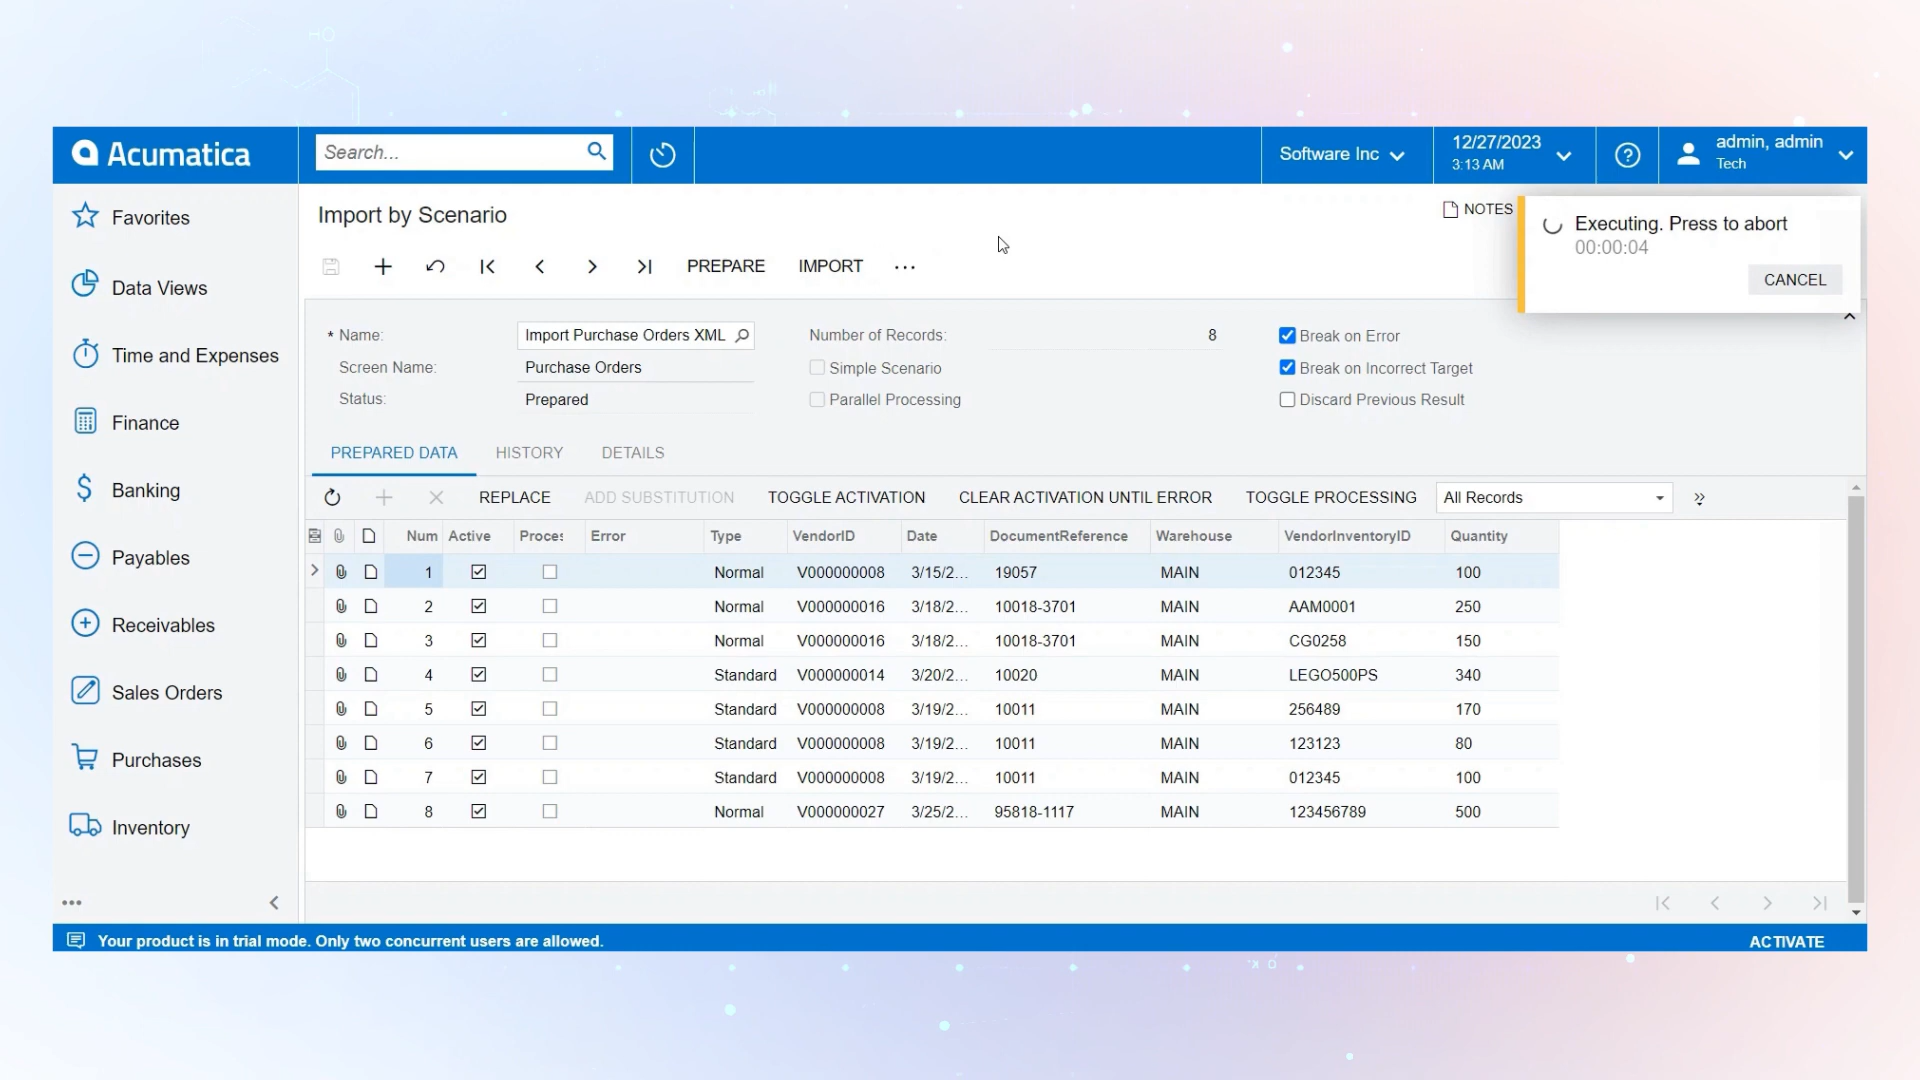 HO
Acumatica
Search...
Software Inc
12/27/2023
3:13 AM
admin, admin
Tech
Favorites
Data Views
Time and Expenses
Finance
Banking
Payables
Receivables
Sales Orders
Purchases
Inventory
Import by Scenario
NOTES
Executing. Press to abort
00:00:04
CANCEL
PREPARE IMPORT
* Name: Import Purchase Orders XML
Screen Name: Purchase Orders
Status: Prepared
Number of Records: 8
Simple Scenario
Parallel Processing
Break on Error
Break on Incorrect Target
Discard Previous Result
PREPARED DATA HISTORY DETAILS
REPLACE ADD SUBSTITUTION TOGGLE ACTIVATION CLEAR ACTIVATION UNTIL ERROR TOGGLE PROCESSING All Records
Num Active Proces Error Type VendorID Date DocumentReference Warehouse VendorInventoryID Quantity
1 Normal V000000008 3/15/2... 19057 MAIN 012345 100
2 Normal V000000016 3/18/2... 10018-3701 MAIN AAM0001 250
3 Normal V000000016 3/18/2... 10018-3701 MAIN CG0258 150
4 Standard V000000014 3/20/2... 10020 MAIN LEGO500PS 340
5 Standard V000000008 3/19/2... 10011 MAIN 256489 170
6 Standard V000000008 3/19/2... 10011 MAIN 123123 80
7 Standard V000000008 3/19/2... 10011 MAIN 012345 100
8 Normal V000000027 3/25/2... 95818-1117 MAIN 123456789 500
Your product is in trial mode. Only two concurrent users are allowed.
ACTIVATE